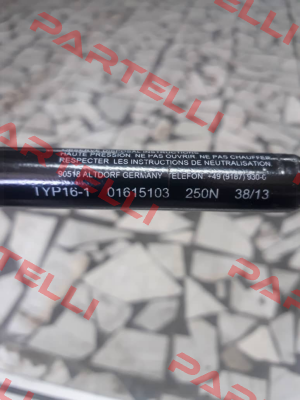 PARTELLI
HAUTE PRESSION NE PAS OUVRIR, NE PAS CHAUFFER.
RESPECTER LES INSTRUCTIONS DE NEUTRALISATION.
90518 ALTDORF GERMANY TELEFON +49 (9187) 930-0
TYP16-1 01615103 250N 38/13
PARTELLI